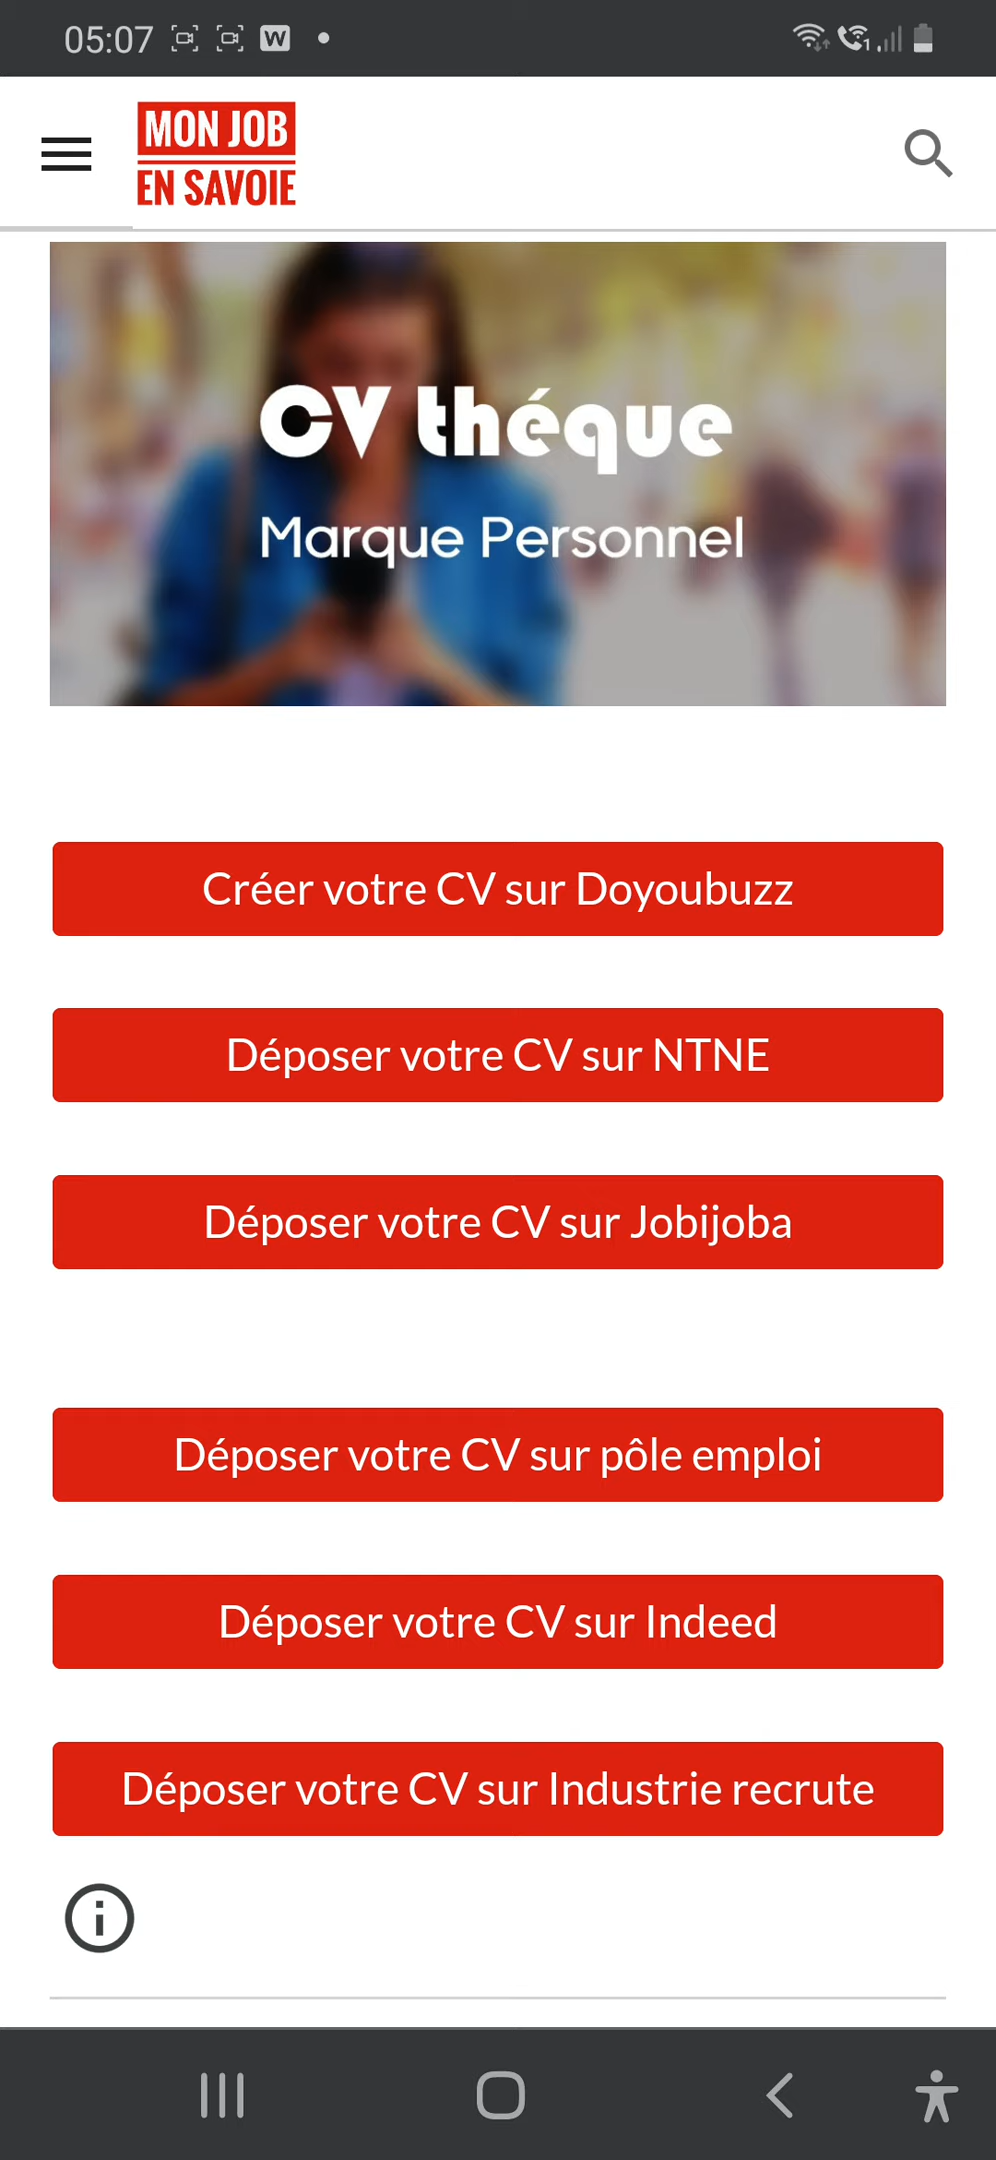 05:07
W
1
MON JOB
EN SAVOIE
CV théque
Marque Personnel
Créer votre CV sur Doyoubuzz
Déposer votre CV sur NTNE
Déposer votre CV sur Jobijoba
Déposer votre CV sur pôle emploi
Déposer votre CV sur Indeed
Déposer votre CV sur Industrie recrute